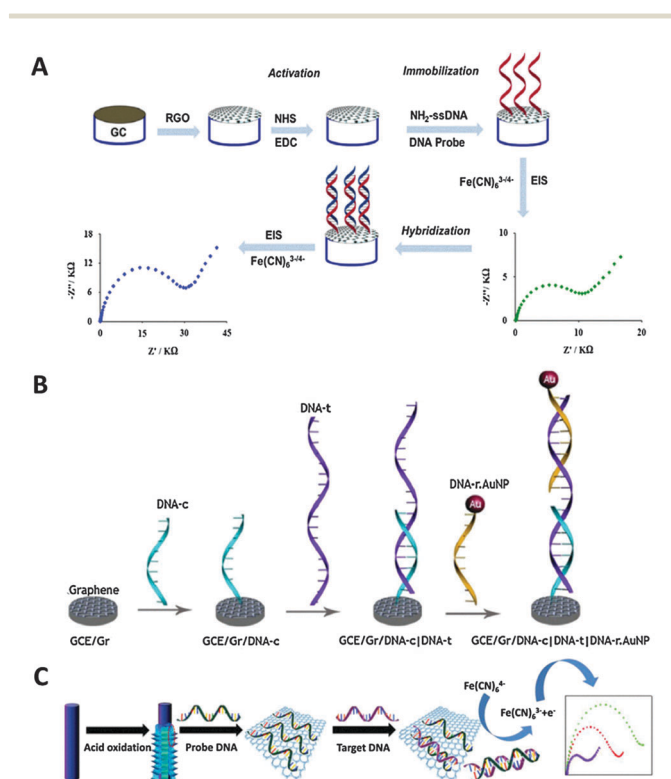 A
Activation
Immobilization
GC
RGO
NHS
EDC
NH₂-ssDNA
DNA Probe
Fe(CN)₆³⁻/⁴⁻
EIS
Hybridization
EIS
Fe(CN)₆³⁻/⁴⁻
18
12
6
0
-Z''/ KΩ
0
15
30
45
Z' / KΩ
10
5
0
-Z''/ KΩ
0
10
20
Z' / KΩ
B
DNA-t
Au
DNA-c
DNA-r.AuNP
Au
Graphene
GCE/Gr
GCE/Gr/DNA-c
GCE/Gr/DNA-c|DNA-t
GCE/Gr/DNA-c|DNA-t|DNA-r.AuNP
C
Fe(CN)₆⁴⁻
Fe(CN)₆³⁻+e⁻
Acid oxidation
Probe DNA
Target DNA